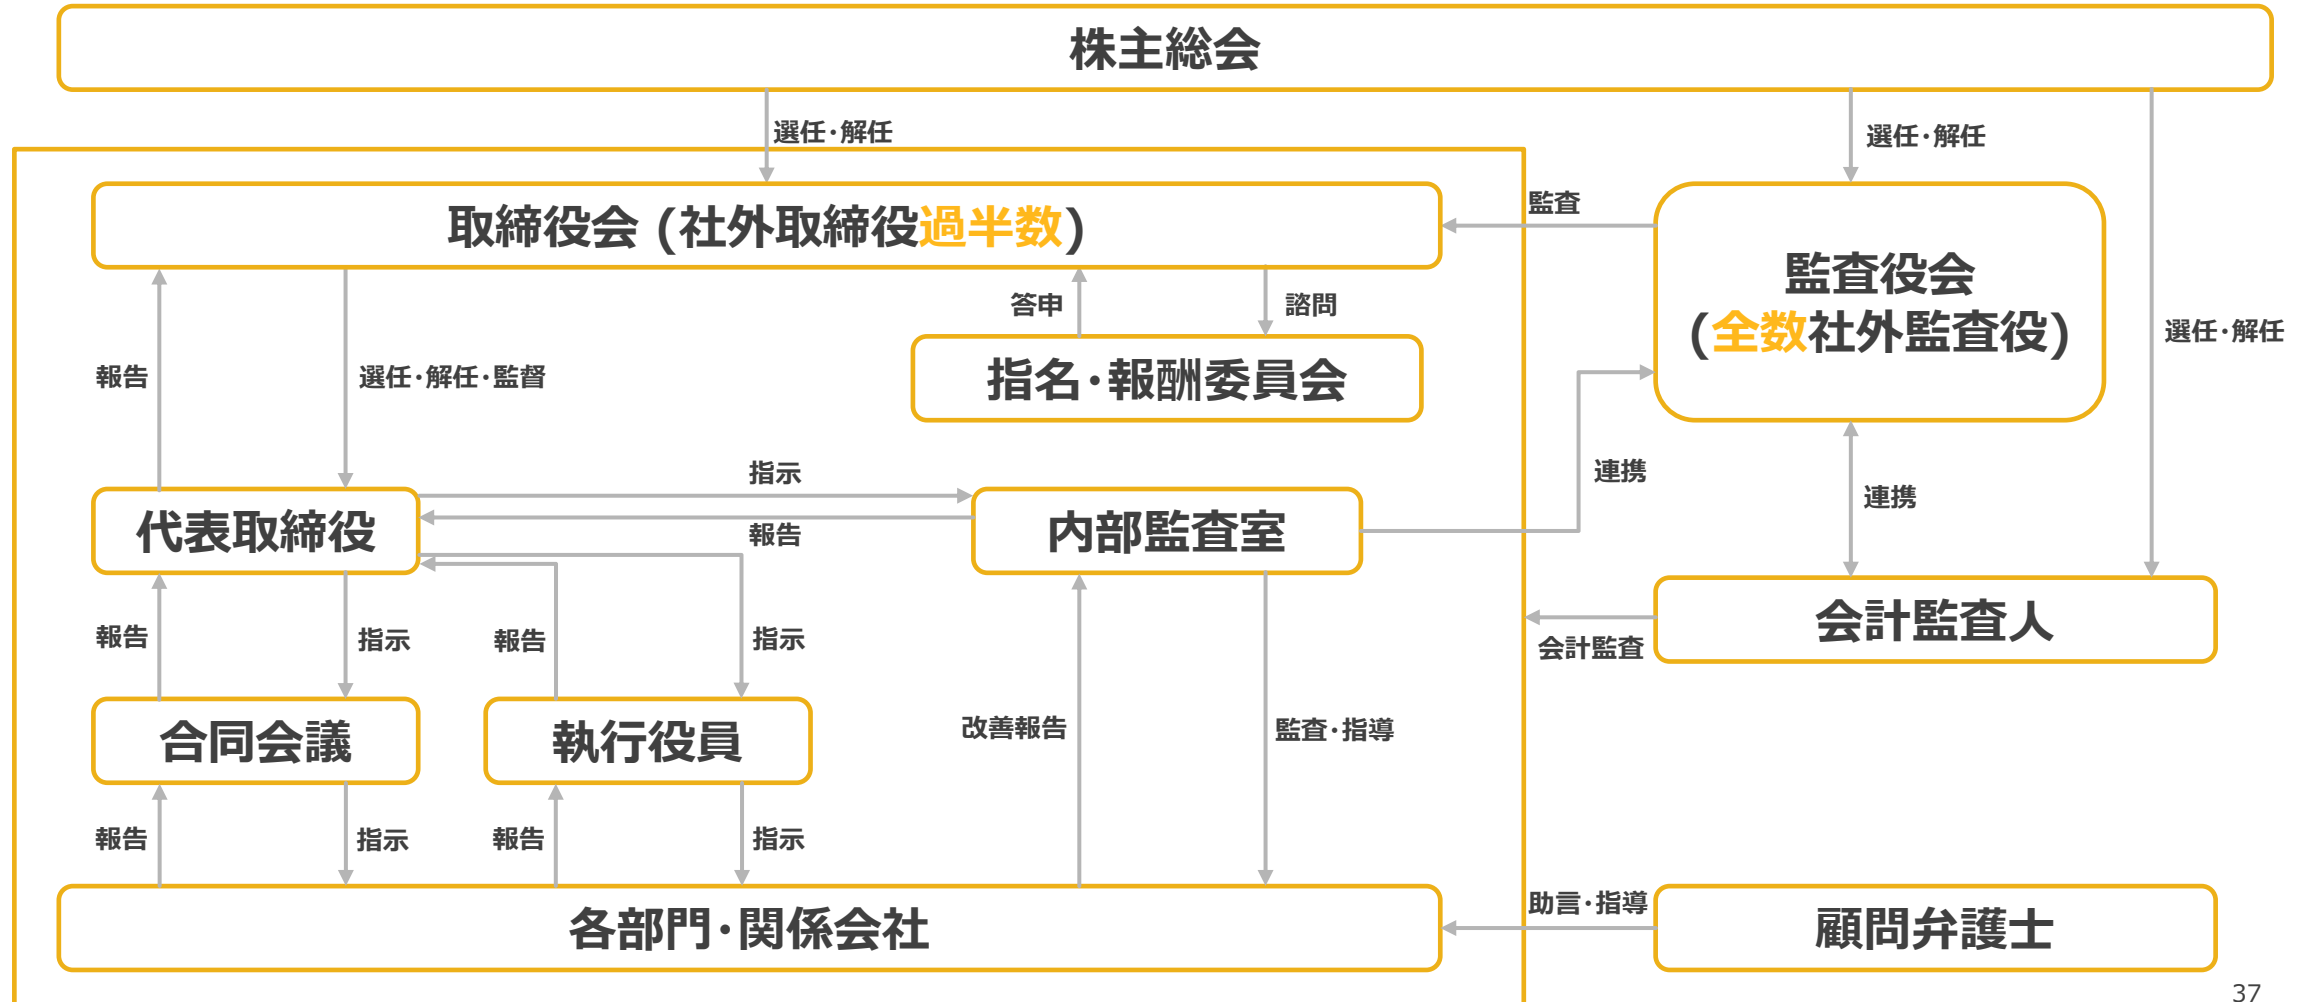 株主総会
選任･解任
選任･解任
選任･解任
取締役会 (社外取締役過半数)
監査
監査役会
(全数社外監査役)
答申
諮問
指名･報酬委員会
報告
選任･解任･監督
指示
報告
連携
連携
代表取締役
内部監査室
会計監査人
会計監査
報告
指示
報告
指示
合同会議
執行役員
改善報告
監査･指導
報告
指示
報告
指示
各部門･関係会社
助言･指導
顧問弁護士
37